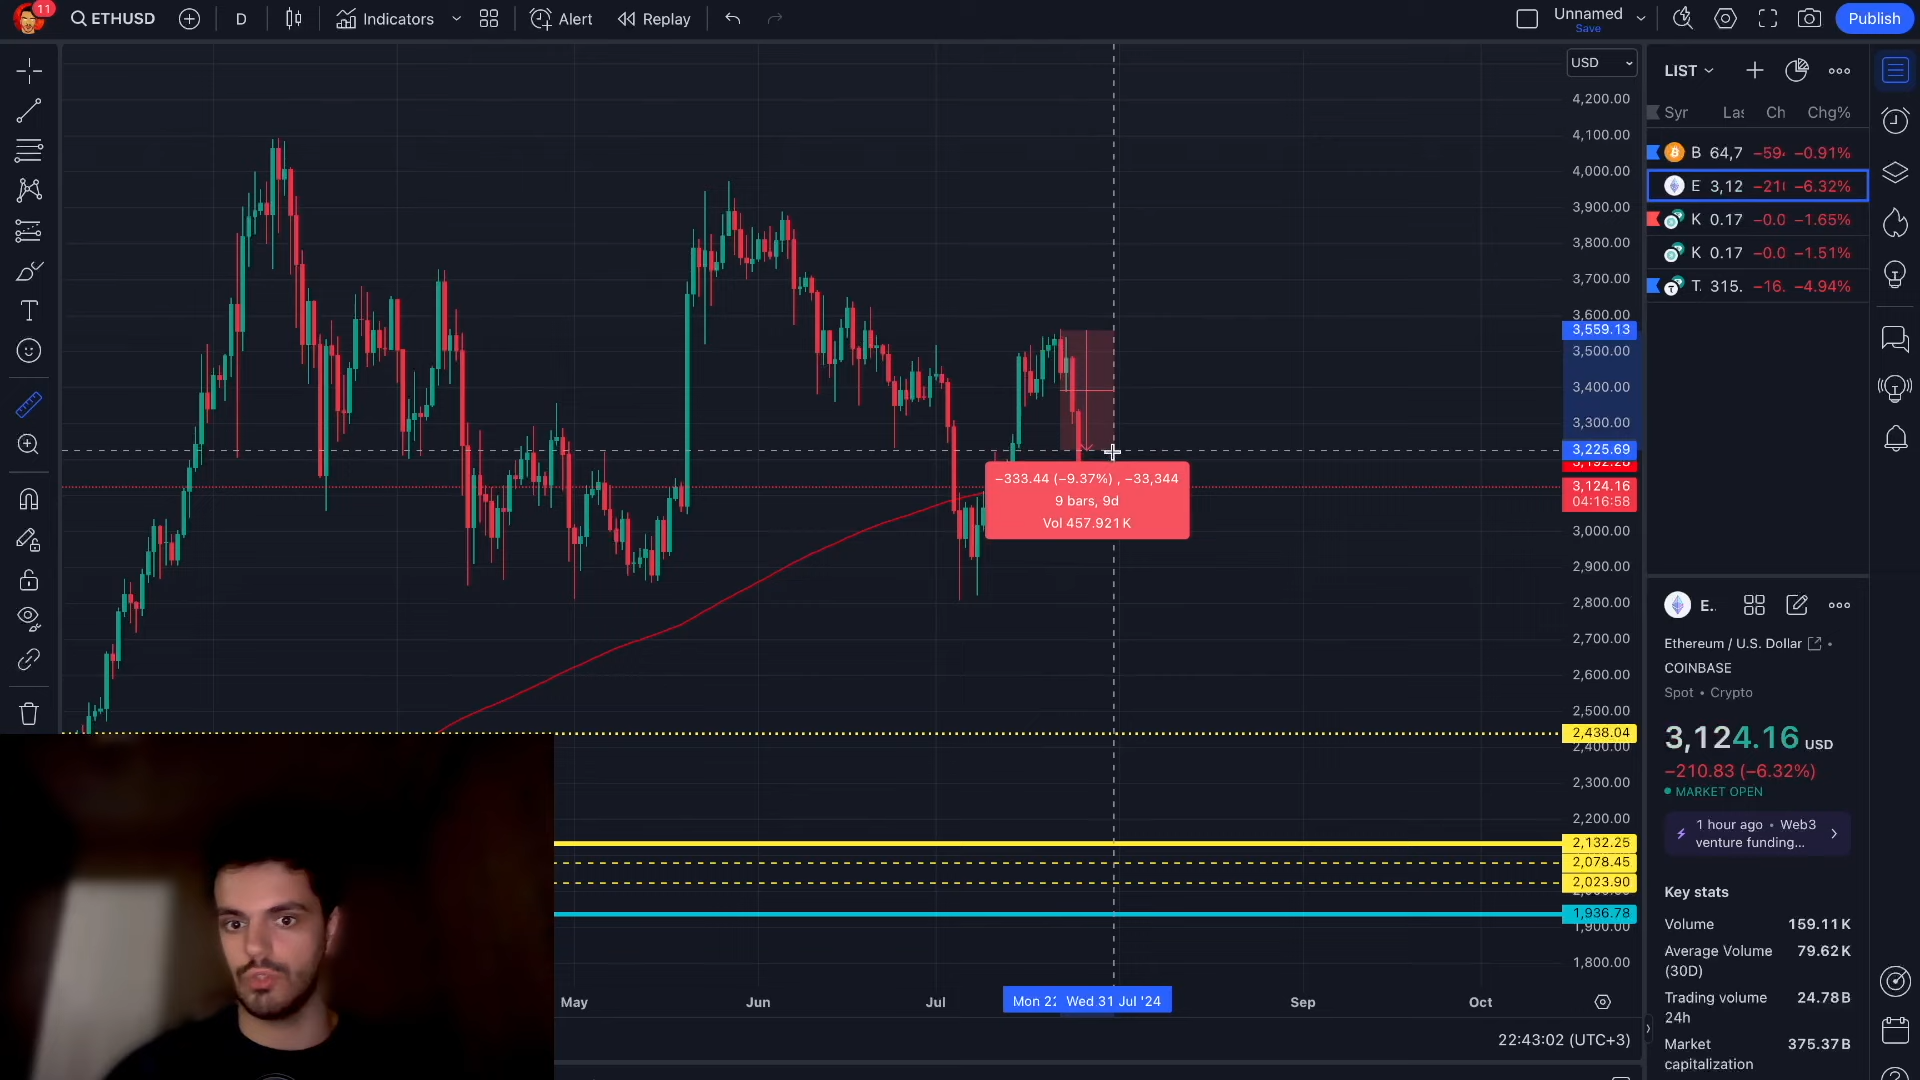 11
ETHUSD
D
Indicators
Alert
Replay
Unnamed
Save
Publish
USD
4,200.00
4,100.00
4,000.00
3,900.00
3,800.00
3,700.00
3,600.00
3,559.13
3,500.00
3,400.00
3,300.00
3,225.69
3,192.28
3,124.16
04:16:58
3,000.00
2,900.00
2,800.00
2,700.00
2,600.00
2,500.00
2,438.04
2,400.00
2,300.00
2,200.00
2,132.25
2,078.45
2,023.90
1,936.78
1,900.00
1,800.00
−333.44 (−9.37%) , −33,344
9 bars, 9d
Vol 457.921 K
May
Jun
Jul
Mon 22
Wed 31 Jul '24
Sep
Oct
22:43:02 (UTC+3)
LIST
Syr Las Ch Chg%
B 64,7 −594 −0.91%
E 3,12 −210 −6.32%
K 0.17 −0.0 −1.65%
K 0.17 −0.0 −1.51%
T. 315. −16. −4.94%
E..
Ethereum / U.S. Dollar •
COINBASE
Spot • Crypto
3,124.16 USD
−210.83 (−6.32%)
MARKET OPEN
1 hour ago • Web3
venture funding...
Key stats
Volume 159.11 K
Average Volume 79.62 K
(30D)
Trading volume 24.78 B
24h
Market 375.37 B
capitalization